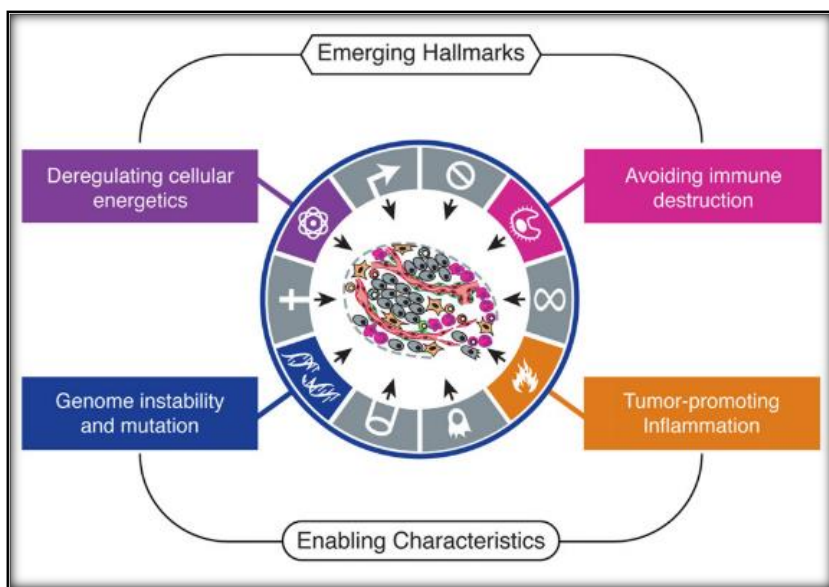 Emerging Hallmarks
Deregulating cellular
energetics
Avoiding immune
destruction
Genome instability
and mutation
Tumor-promoting
Inflammation
Enabling Characteristics